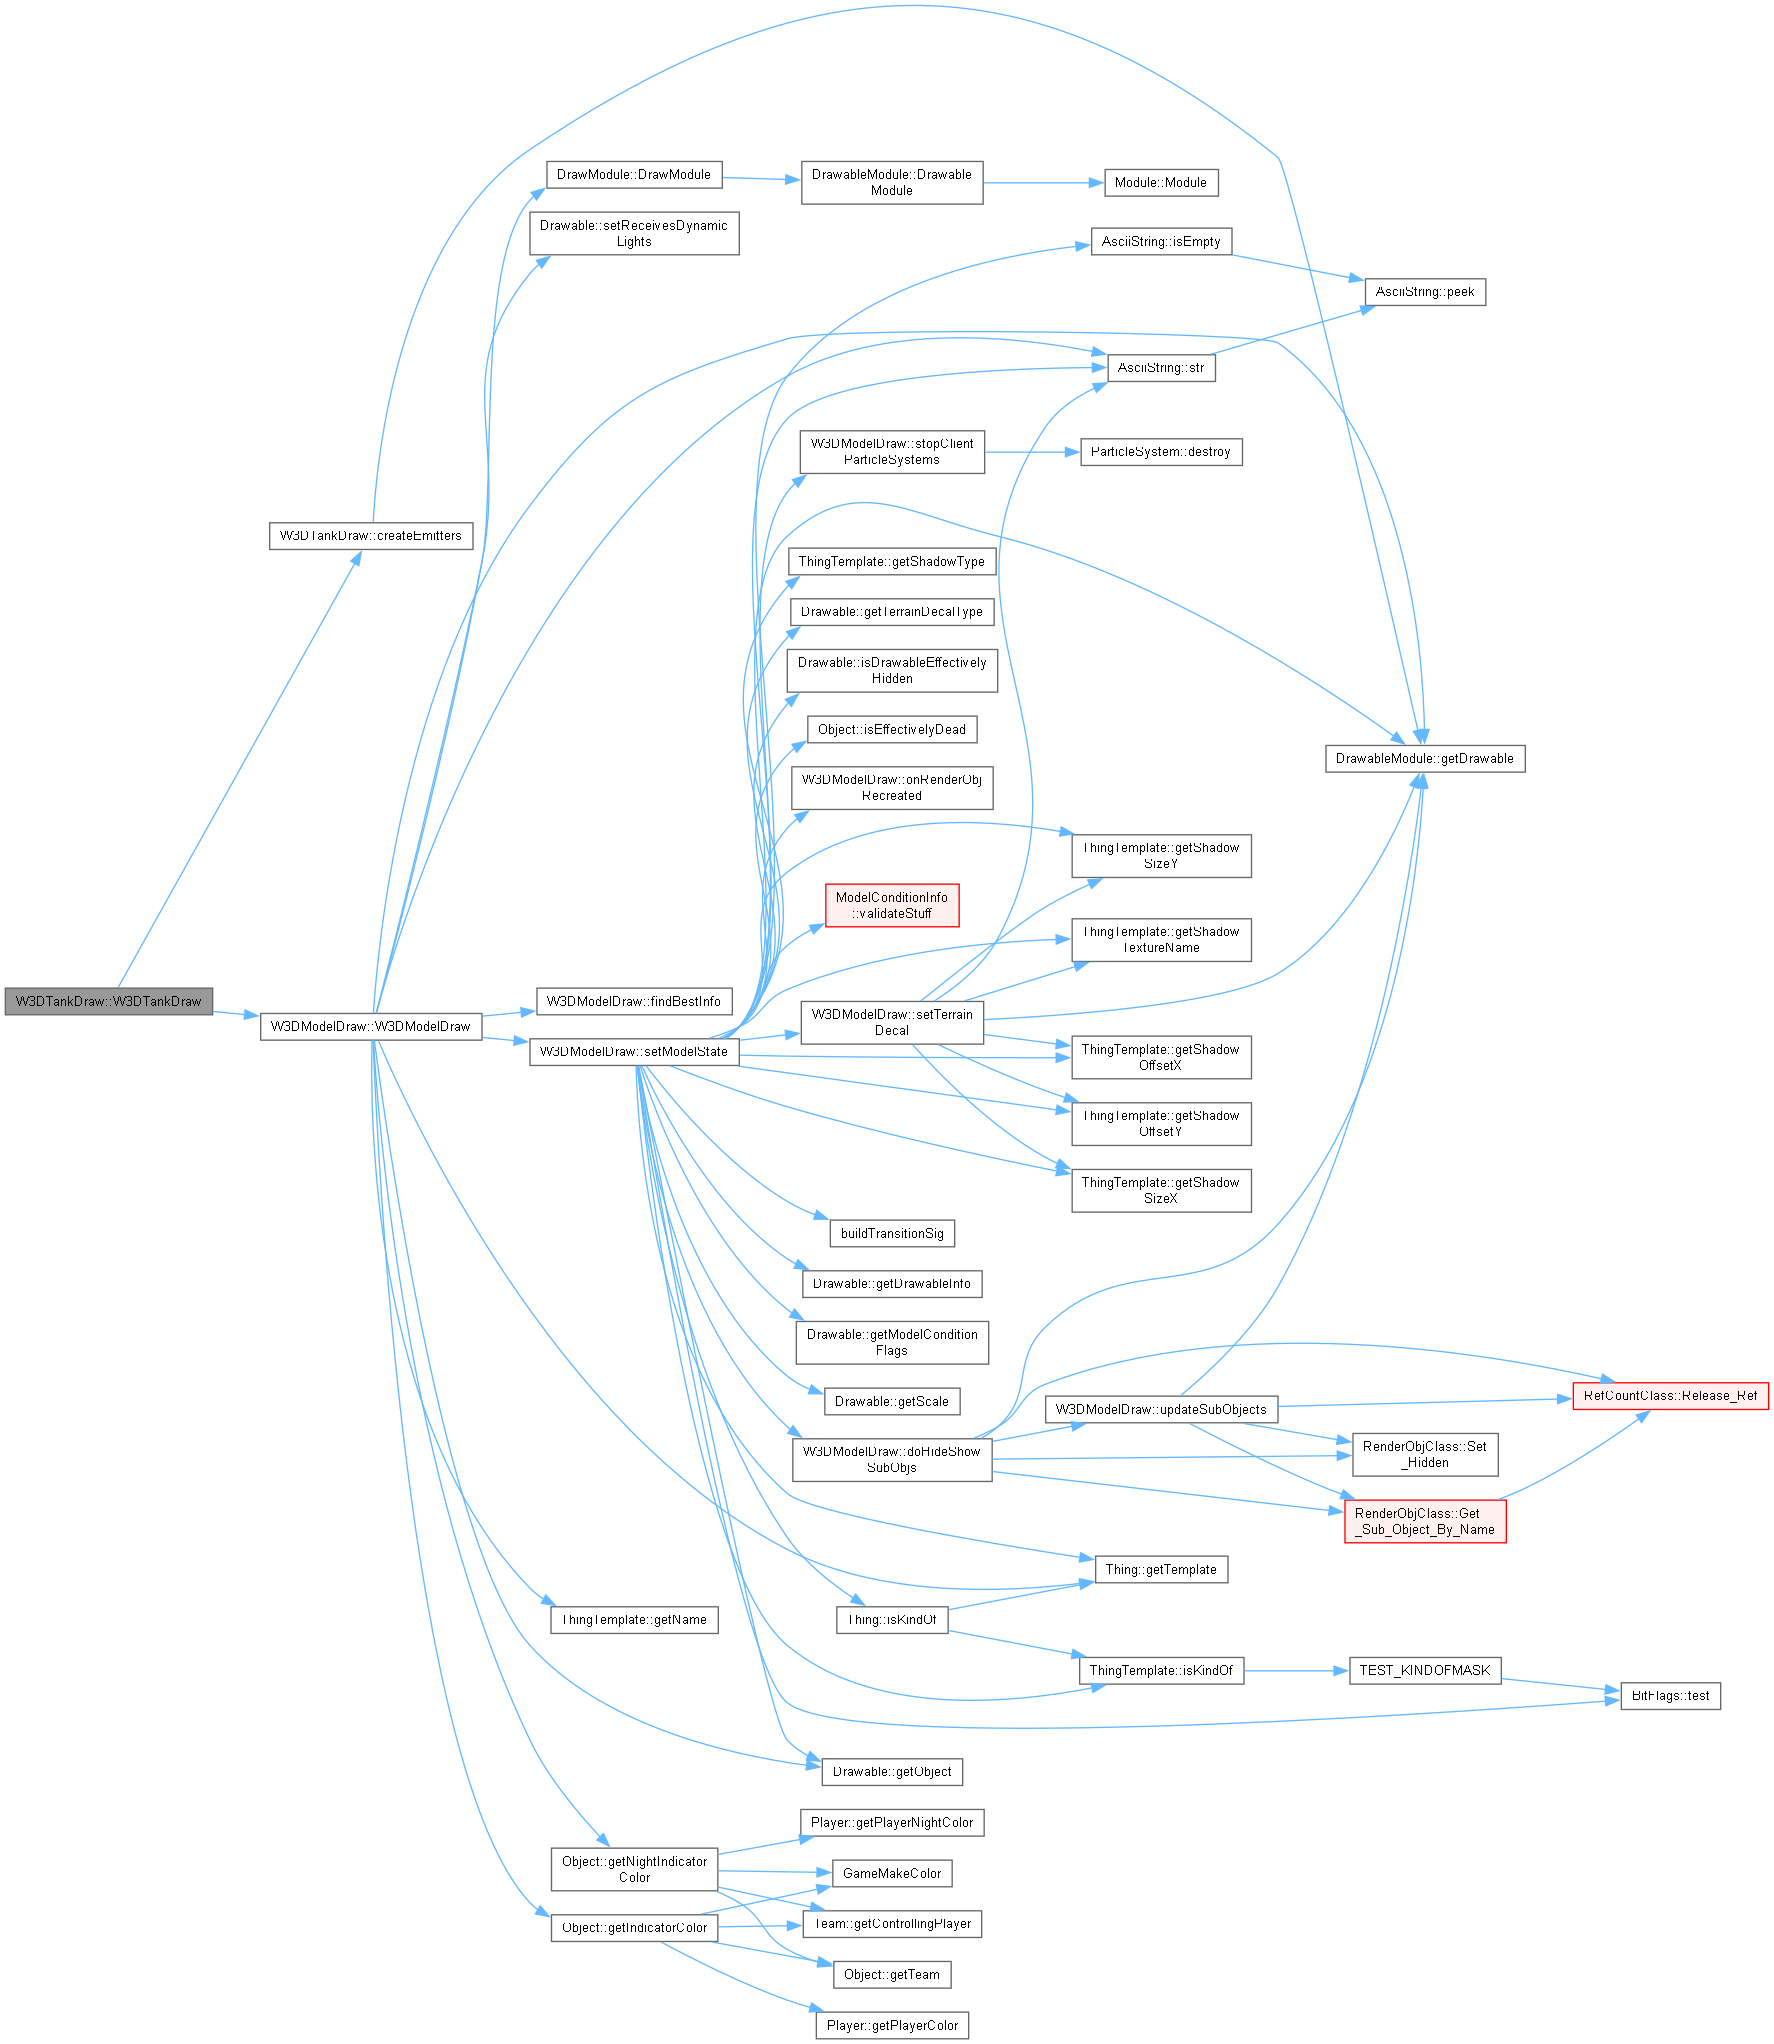 DrawModule::DrawModule
DrawableModule::Drawable
Module
Module::Module
Drawable::setReceivesDynamic
Lights
AsciiString::isEmpty
AsciiString::peek
AsciiString::str
W3DModelDraw::stopClient
ParticleSystems
ParticleSystem::destroy
W3DTankDraw::createEmitters
ThingTemplate::getShadowType
Drawable::getTerrainDecalType
Drawable::isDrawableEffectively
Hidden
Object::isEffectivelyDead
DrawableModule::getDrawable
W3DModelDraw::onRenderObj
Recreated
ThingTemplate::getShadow
SizeY
ModelConditionInfo
::validateStuff
ThingTemplate::getShadow
TextureName
W3DTankDraw::W3DTankDraw
W3DModelDraw::W3DModelDraw
W3DModelDraw::findBestInfo
W3DModelDraw::setModelState
W3DModelDraw::setTerrain
Decal
ThingTemplate::getShadow
OffsetX
ThingTemplate::getShadow
OffsetY
ThingTemplate::getShadow
SizeX
buildTransitionSig
Drawable::getDrawableInfo
Drawable::getModelCondition
Flags
Drawable::getScale
W3DModelDraw::updateSubObjects
RefCountClass::Release_Ref
W3DModelDraw::doHideShow
SubObjs
RenderObjClass::Set
_Hidden
RenderObjClass::Get
_Sub_Object_By_Name
Thing::getTemplate
ThingTemplate::getName
Thing::isKindOf
ThingTemplate::isKindOf
TEST_KINDOFMASK
BitFlags::test
Drawable::getObject
Player::getPlayerNightColor
Object::getNightIndicator
Color
GameMakeColor
Object::getIndicatorColor
Team::getControllingPlayer
Object::getTeam
Player::getPlayerColor